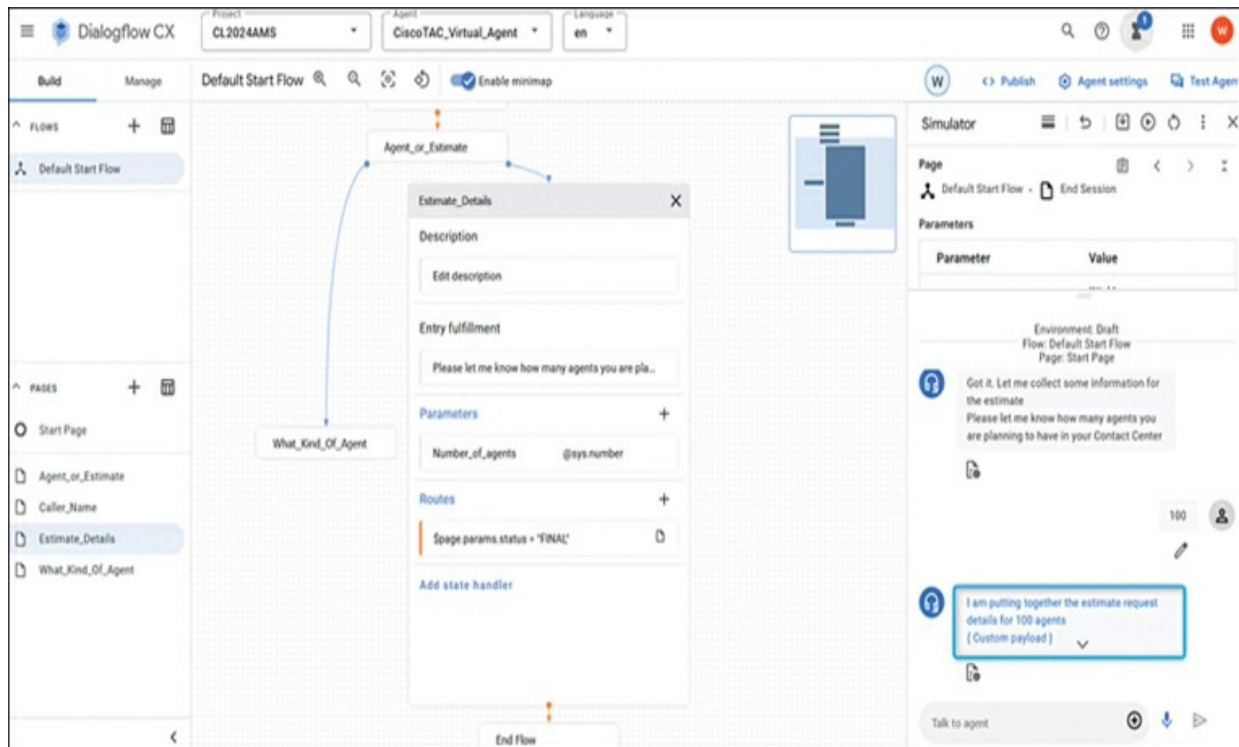 Project
Agent
Language
Dialogflow CX
CL2024AMS
CiscoTAC_Virtual_Agent
en
1
W
Build
Manage
Default Start Flow
Enable minimap
W
Publish
Agent settings
Test Agen
FLOWS
Default Start Flow
PAGES
Start Page
Agent_or_Estimate
Caller_Name
Estimate_Details
What_Kind_Of_Agent
Agent_or_Estimate
What_Kind_Of_Agent
Estimate_Details
Description
Edit description
Entry fulfillment
Please let me know how many agents you are pla...
Parameters
Number_of_agents @sys.number
Routes
$page.params.status = "FINAL"
Add state handler
End Flow
Simulator
Page
Default Start Flow - End Session
Parameters
Parameter Value
Environment: Draft
Flow: Default Start Flow
Page: Start Page
Got it. Let me collect some information for
the estimate
Please let me know how many agents you
are planning to have in your Contact Center
100
I am putting together the estimate request
details for 100 agents
( Custom payload )
Talk to agent